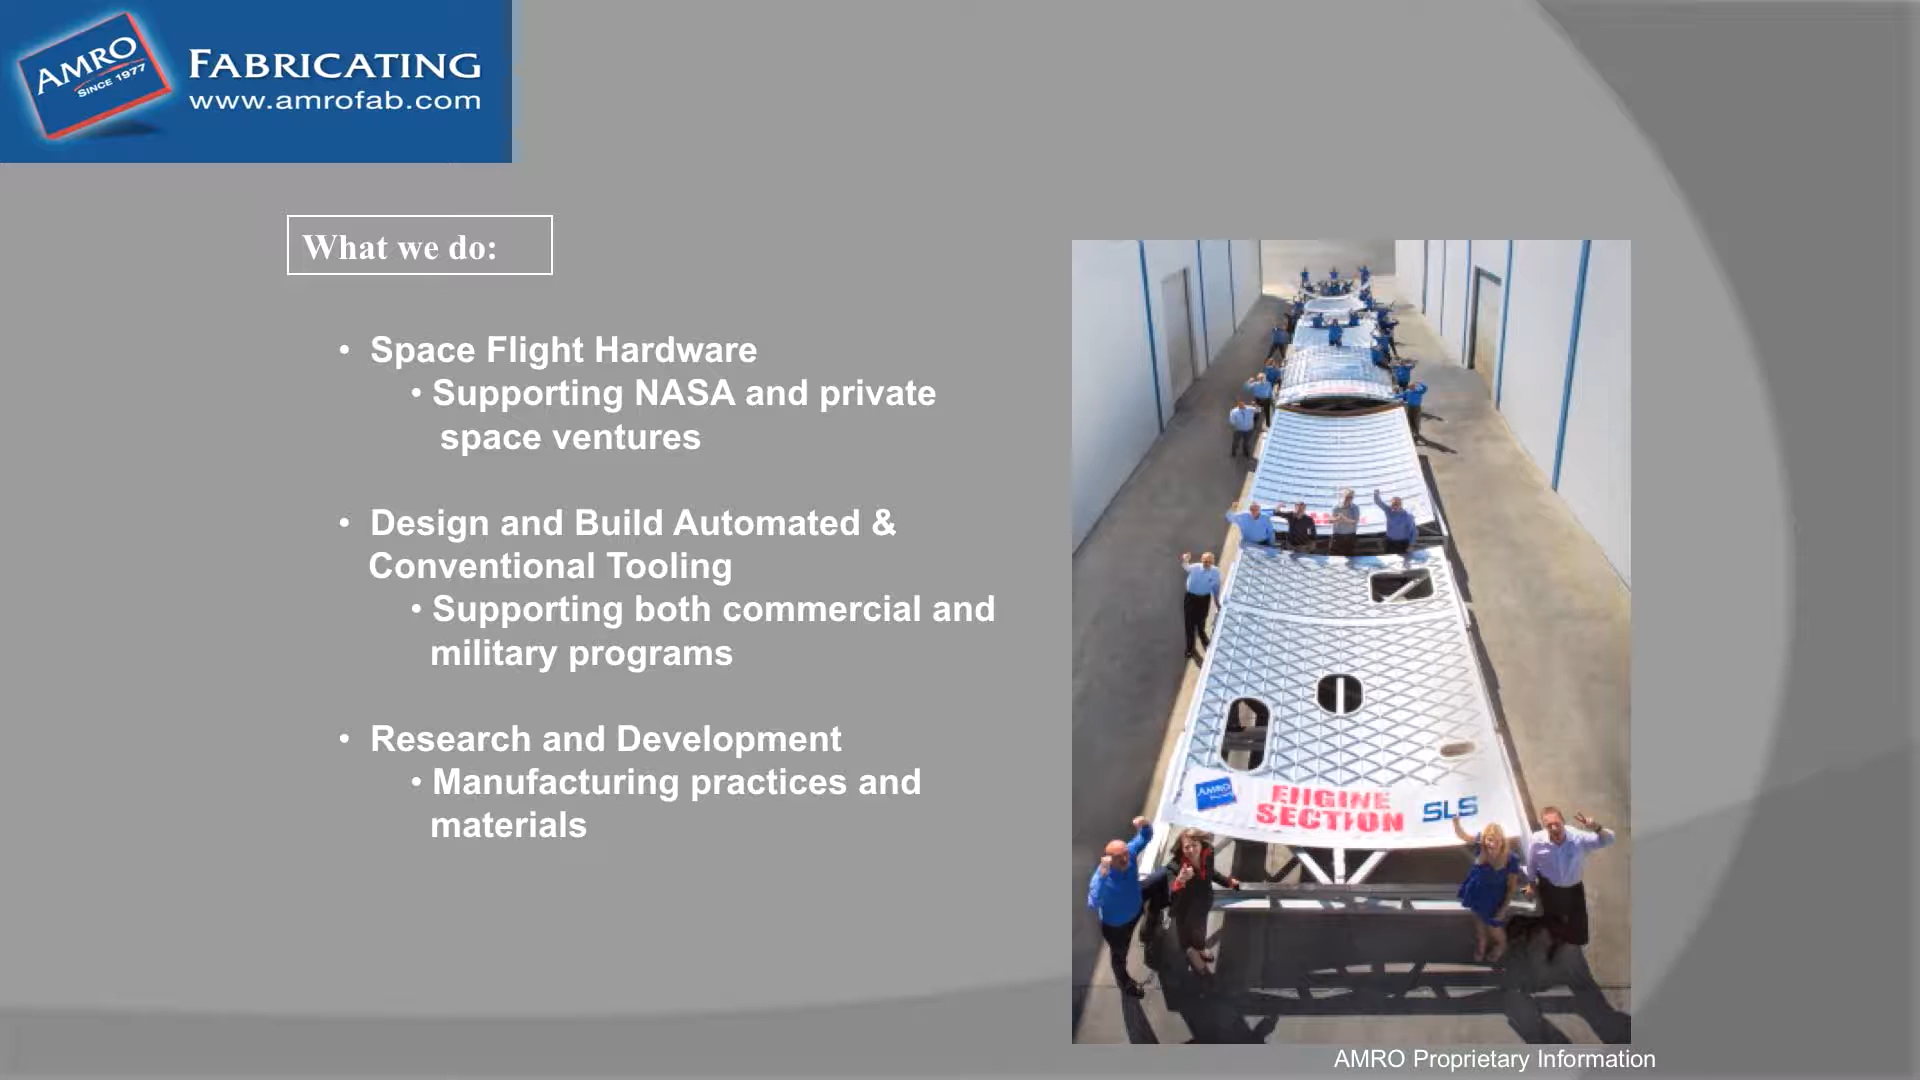 AMRO
SINCE 1977
FABRICATING
www.amrofab.com
What we do:
• Space Flight Hardware
• Supporting NASA and private
space ventures
• Design and Build Automated &
Conventional Tooling
• Supporting both commercial and
military programs
• Research and Development
• Manufacturing practices and
materials
AMRO
ENGINE
SECTION
SLS
AMRO Proprietary Information